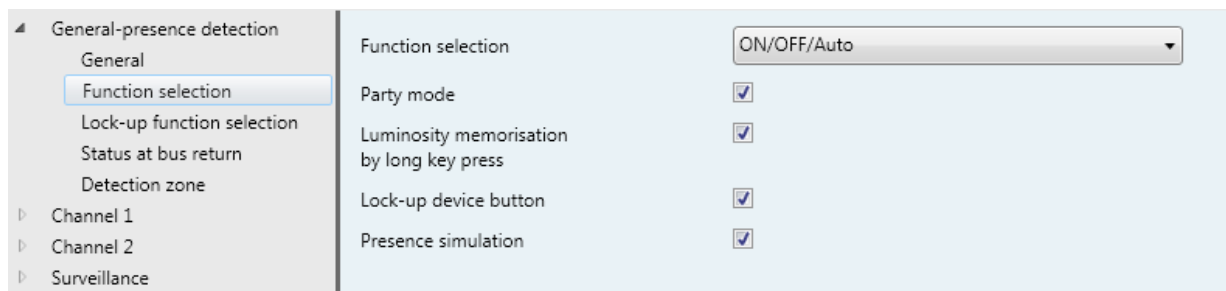 General-presence detection
General
Function selection
Lock-up function selection
Status at bus return
Detection zone
Channel 1
Channel 2
Surveillance
Function selection
ON/OFF/Auto
Party mode
Luminosity memorisation
by long key press
Lock-up device button
Presence simulation